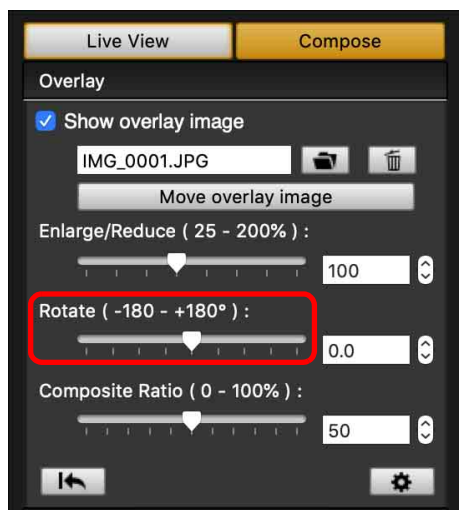 Live View Compose
Overlay
Show overlay image
IMG_0001.JPG
Move overlay image
Enlarge/Reduce ( 25 - 200% ) :
100
Rotate ( -180 - +180° ) :
0.0
Composite Ratio ( 0 - 100% ) :
50